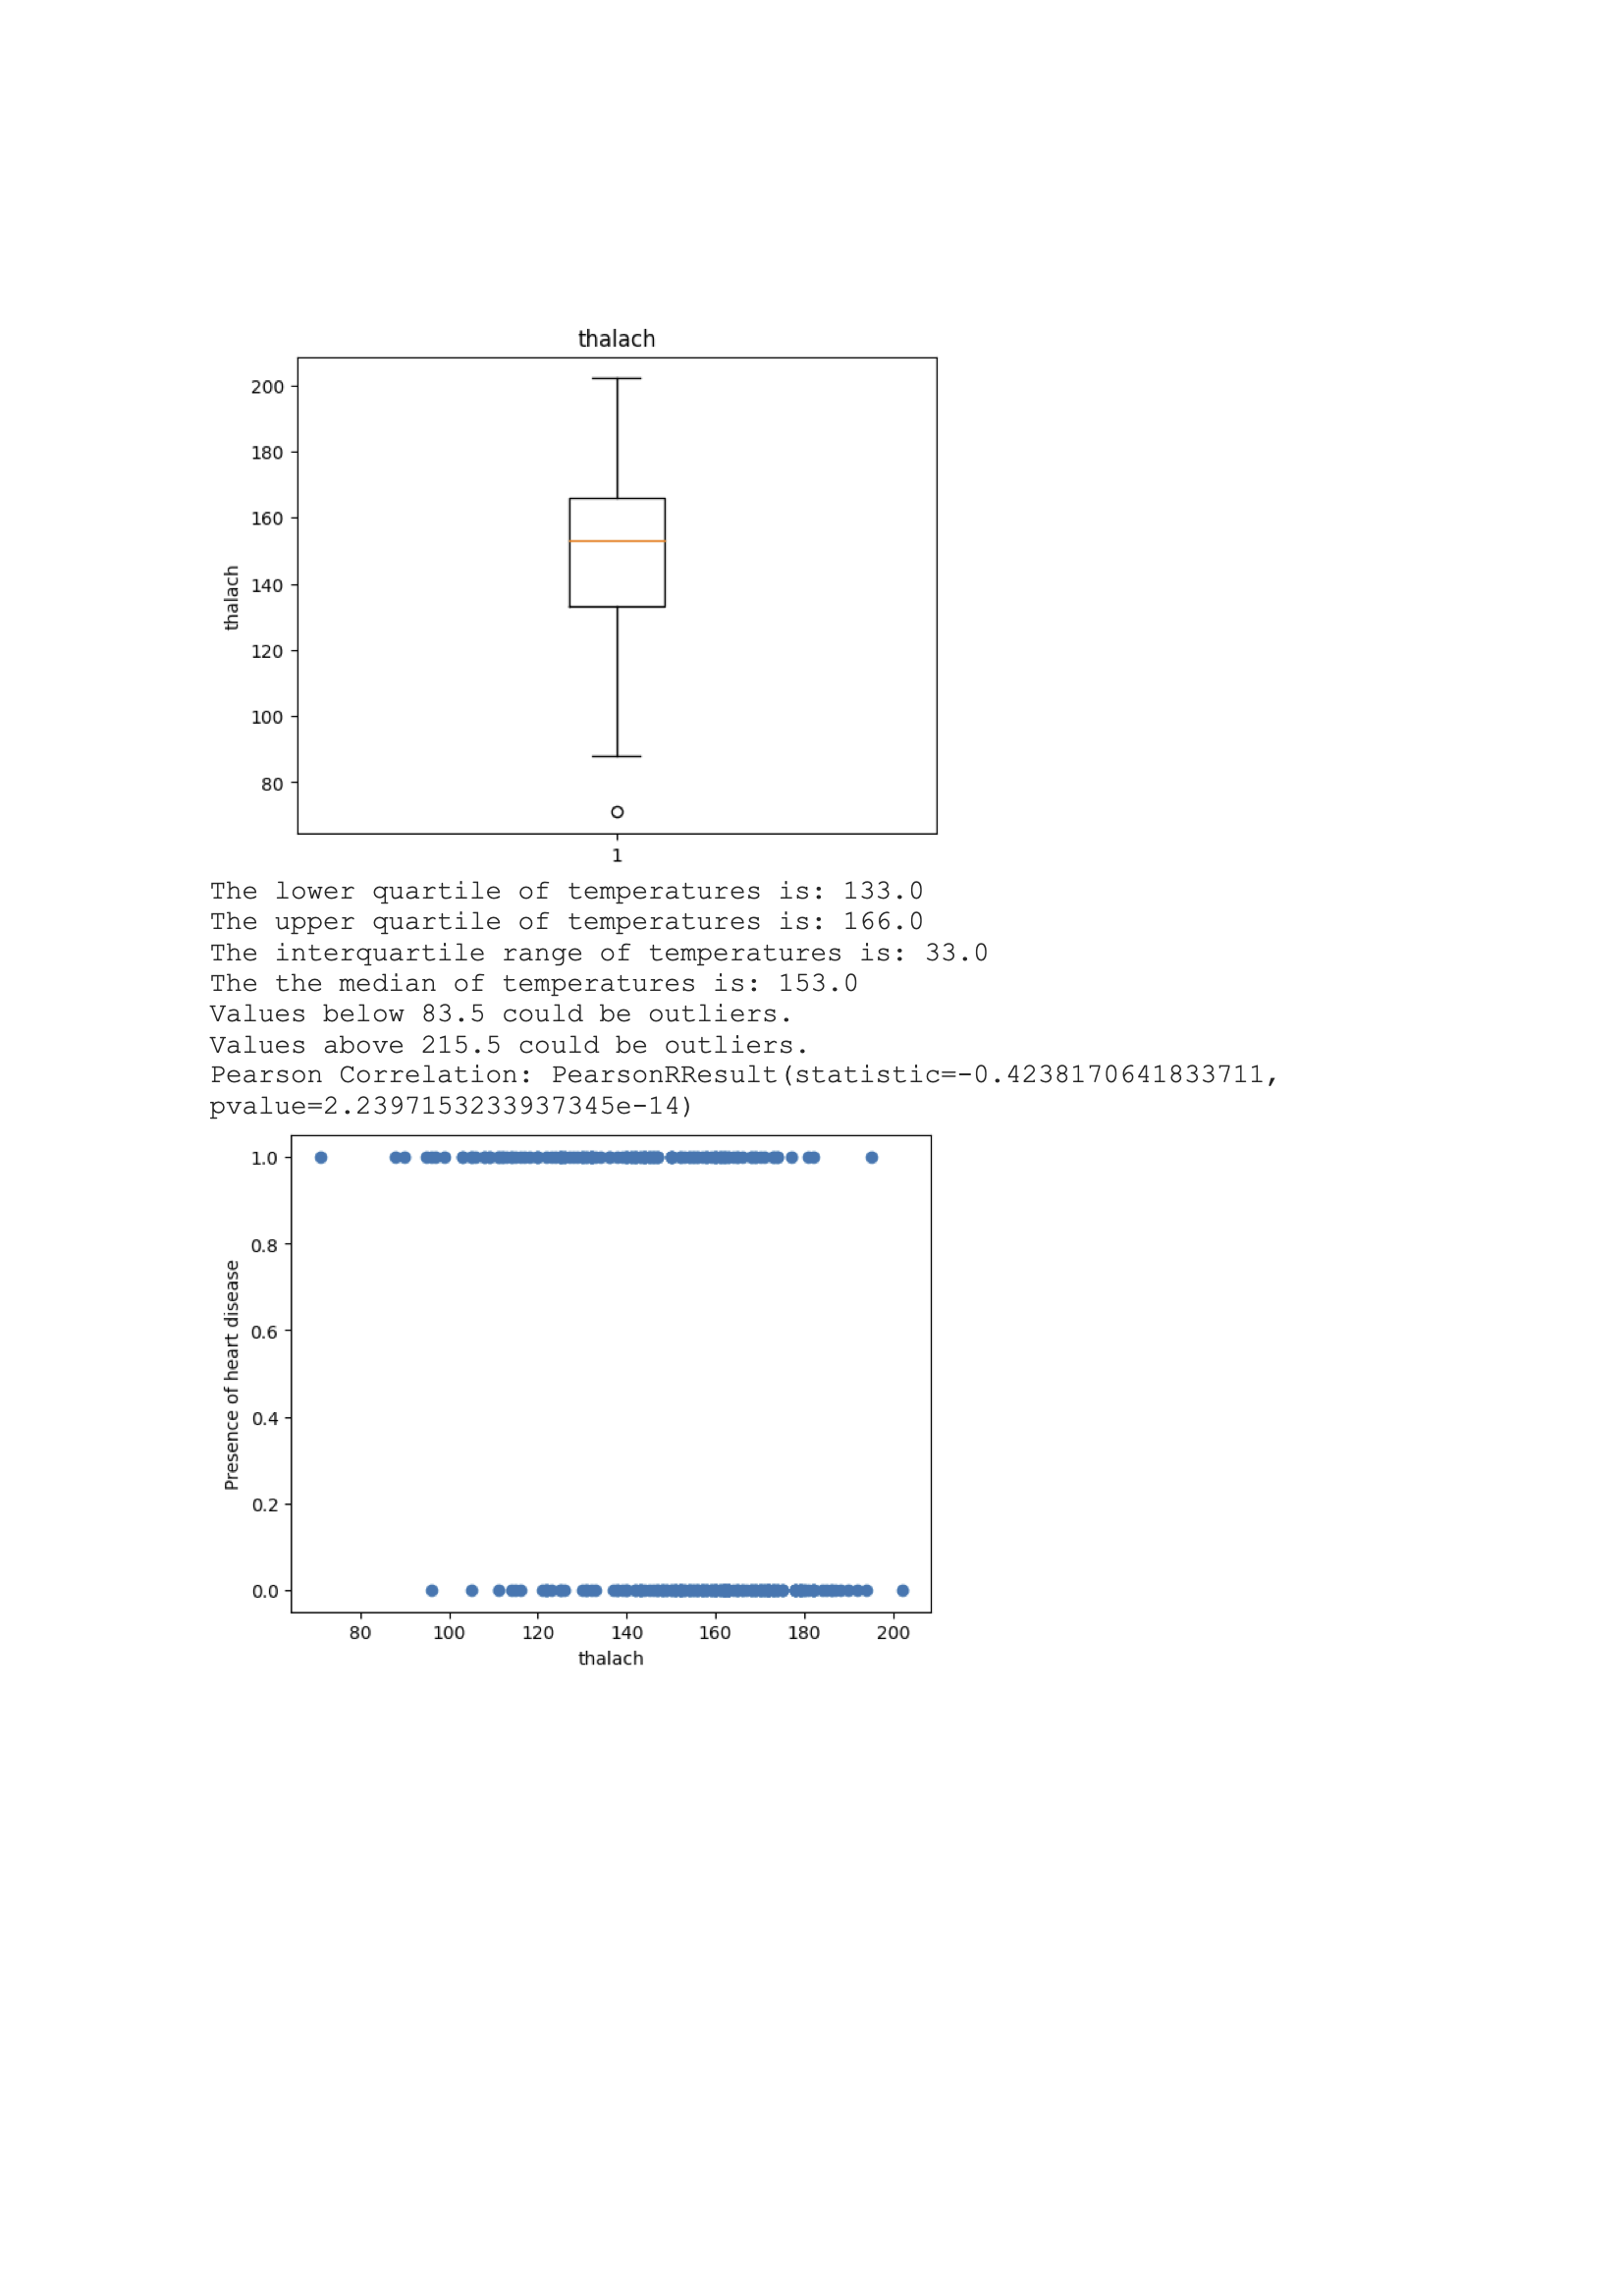 thalach
200
180
160
140
120
100
80
thalach
1
The lower quartile of temperatures is: 133.0
The upper quartile of temperatures is: 166.0
The interquartile range of temperatures is: 33.0
The the median of temperatures is: 153.0
Values below 83.5 could be outliers.
Values above 215.5 could be outliers.
Pearson Correlation: PearsonRResult(statistic=-0.4238170641833711,
pvalue=2.2397153233937345e-14)
1.0
0.8
0.6
0.4
0.2
0.0
Presence of heart disease
80 100 120 140 160 180 200
thalach